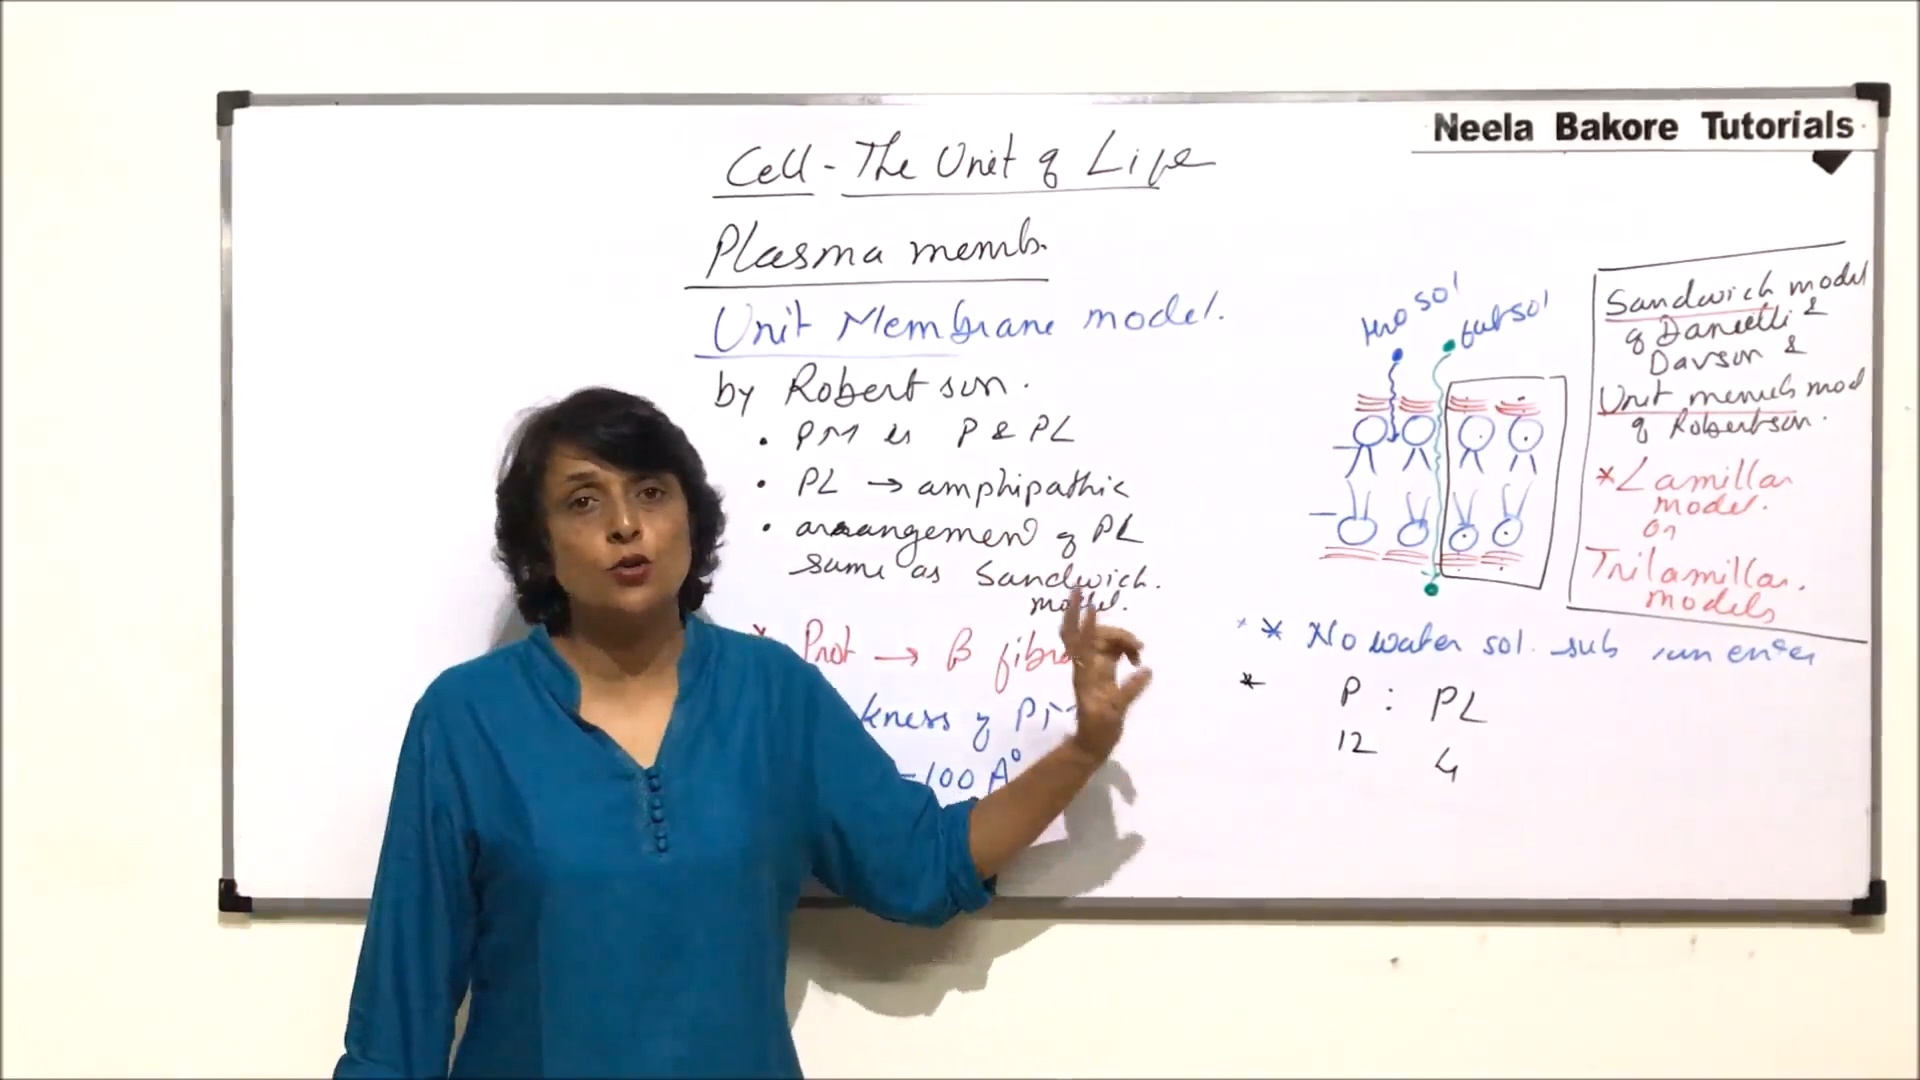 Neela Bakore Tutorials
Cell - The Unit of Life
Plasma memb.
Unit Membrane model.
by Robertson.
• PM is P & PL
• PL → amphipathic
• arrangement of PL
same as Sandwich.
model.
* Prot → β fibr
kness of PM
-100 A°
H2O sol
fat sol
Sandwich model
of Danielli &
Davson &
Unit memb mod
of Robertson.
* Lamillar
model.
or
Trilamillar.
models
* No water sol. sub can enter
* P : PL
12 4